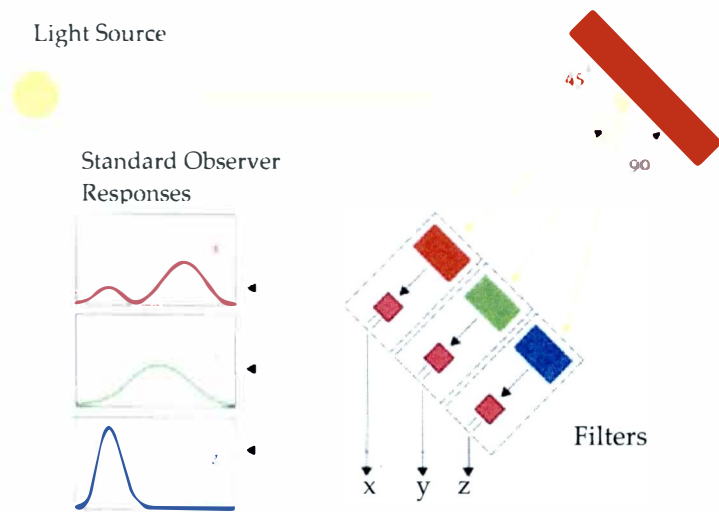 Light Source
45
90
Standard Observer
Responses
Filters
x y z